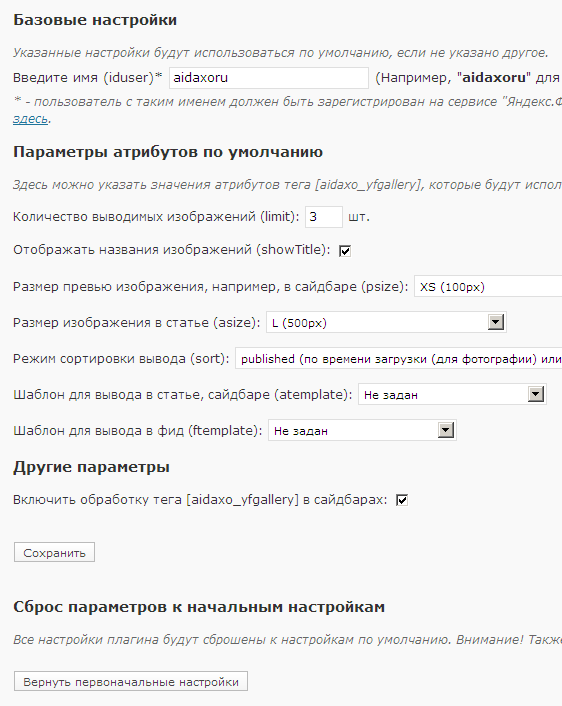 Базовые настройки
Указанные настройки будут использоваться по умолчанию, если не указано другое.
Введите имя (iduser)* aidaxoru (Например, "aidaxoru" для
* - пользователь с таким именем должен быть зарегистрирован на сервисе "Яндекс.Ф
здесь.
Параметры атрибутов по умолчанию
Здесь можно указать значения атрибутов тега [aidaxo_yfgallery], которые будут испол
Количество выводимых изображений (limit): 3 шт.
Отображать названия изображений (showTitle):
Размер превью изображения, например, в сайдбаре (psize): XS (100px)
Размер изображения в статье (asize): L (500px)
Режим сортировки вывода (sort): published (по времени загрузки (для фотографии) или
Шаблон для вывода в статье, сайдбаре (atemplate): Не задан
Шаблон для вывода в фид (ftemplate): Не задан
Другие параметры
Включить обработку тега [aidaxo_yfgallery] в сайдбарах:
Сохранить
Сброс параметров к начальным настройкам
Все настройки плагина будут сброшены к настройкам по умолчанию. Внимание! Также
Вернуть первоначальные настройки